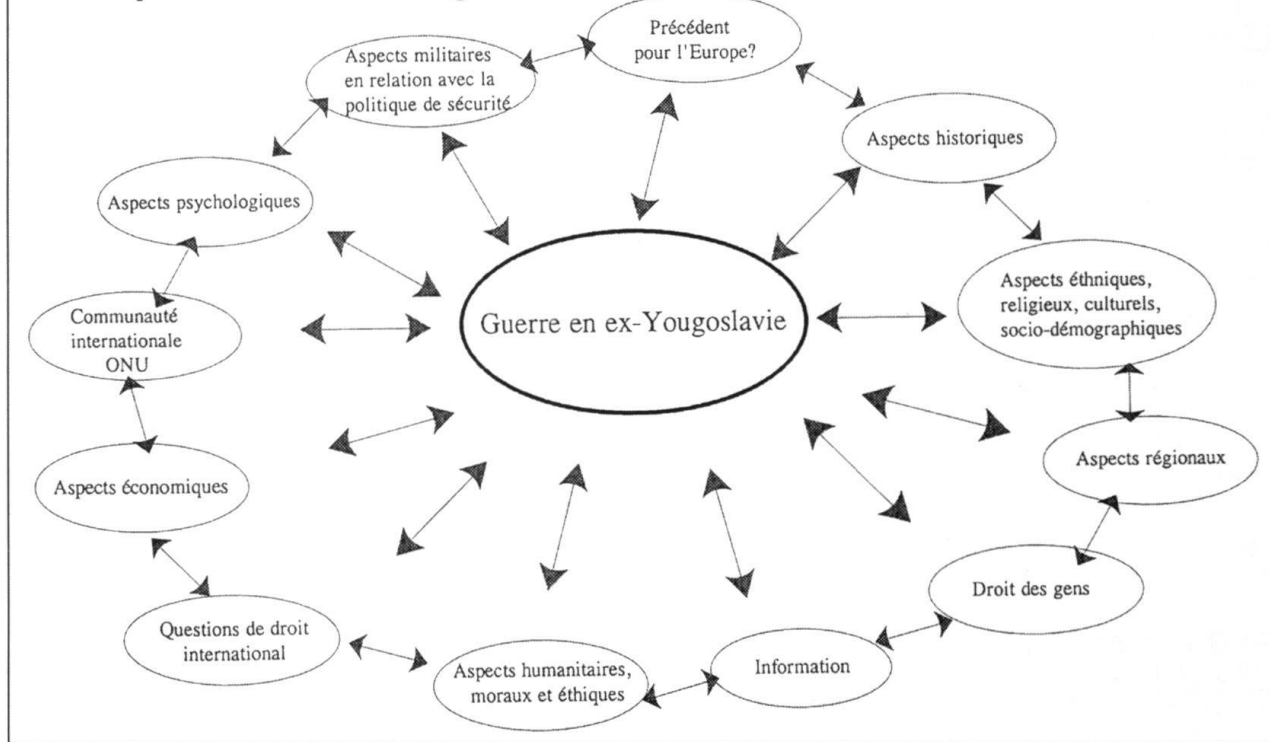 Précédent
pour l'Europe?
Aspects militaires
en relation avec la
politique de sécurité
Aspects historiques
Aspects psychologiques
Aspects éthniques,
religieux, culturels,
socio-démographiques
Communauté
internationale
ONU
Guerre en ex-Yougoslavie
Aspects régionaux
Aspects économiques
Droit des gens
Questions de droit
international
Aspects humanitaires,
moraux et éthiques
Information